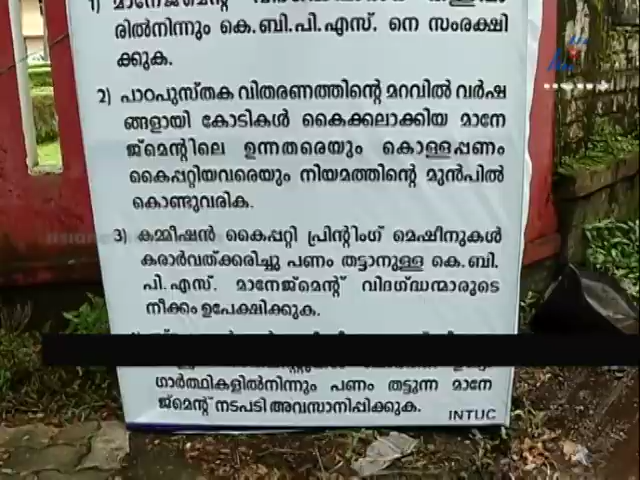 1) മാനേജ്മെന്റ്
രിൽനിന്നും കെ.ബി.പി.എസ്. നെ സംരക്ഷി
ക്കുക.
2) പാഠപുസ്തക വിതരണത്തിന്റെ മറവിൽ വർഷ
ങ്ങളായി കോടികൾ കൈക്കലാക്കിയ മാനേ
ജ്മെന്റിലെ ഉന്നതരെയും കൊള്ളപ്പണം
കൈപ്പറ്റിയവരെയും നിയമത്തിന്റെ മുൻപിൽ
കൊണ്ടുവരിക.
3) കമ്മീഷൻ കൈപ്പറ്റി പ്രിന്റിംഗ് മെഷീനുകൾ
കരാർവത്ക്കരിച്ചു പണം തട്ടാനുള്ള കെ.ബി.
പി.എസ്. മാനേജ്മെന്റ് വിദഗ്ധന്മാരുടെ
നീക്കം ഉപേക്ഷിക്കുക.
ഗാർത്ഥികളിൽനിന്നും പണം തട്ടുന്ന മാനേ
ജ്മെന്റ് നടപടി അവസാനിപ്പിക്കുക.
INTUC